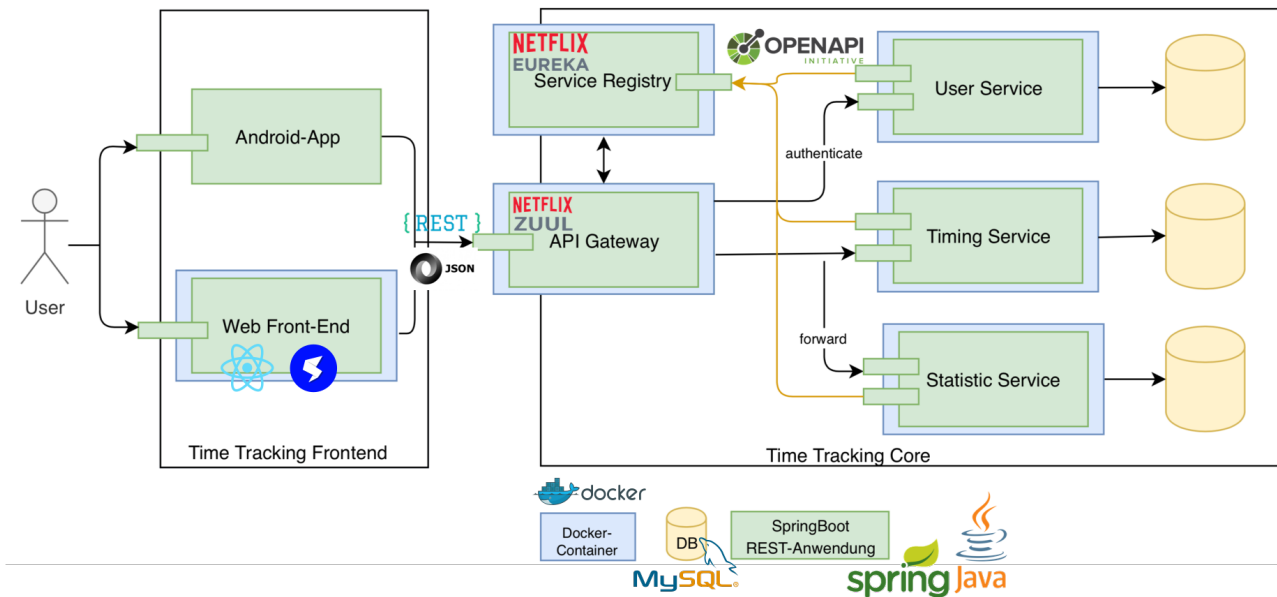 User
Android-App
Web Front-End
Time Tracking Frontend
{REST}
JSON
NETFLIX
EUREKA
Service Registry
NETFLIX
ZUUL
API Gateway
OPENAPI
INITIATIVE
authenticate
forward
User Service
Timing Service
Statistic Service
Time Tracking Core
docker
Docker-
Container
DB
MySQL®
SpringBoot
REST-Anwendung
spring
Java